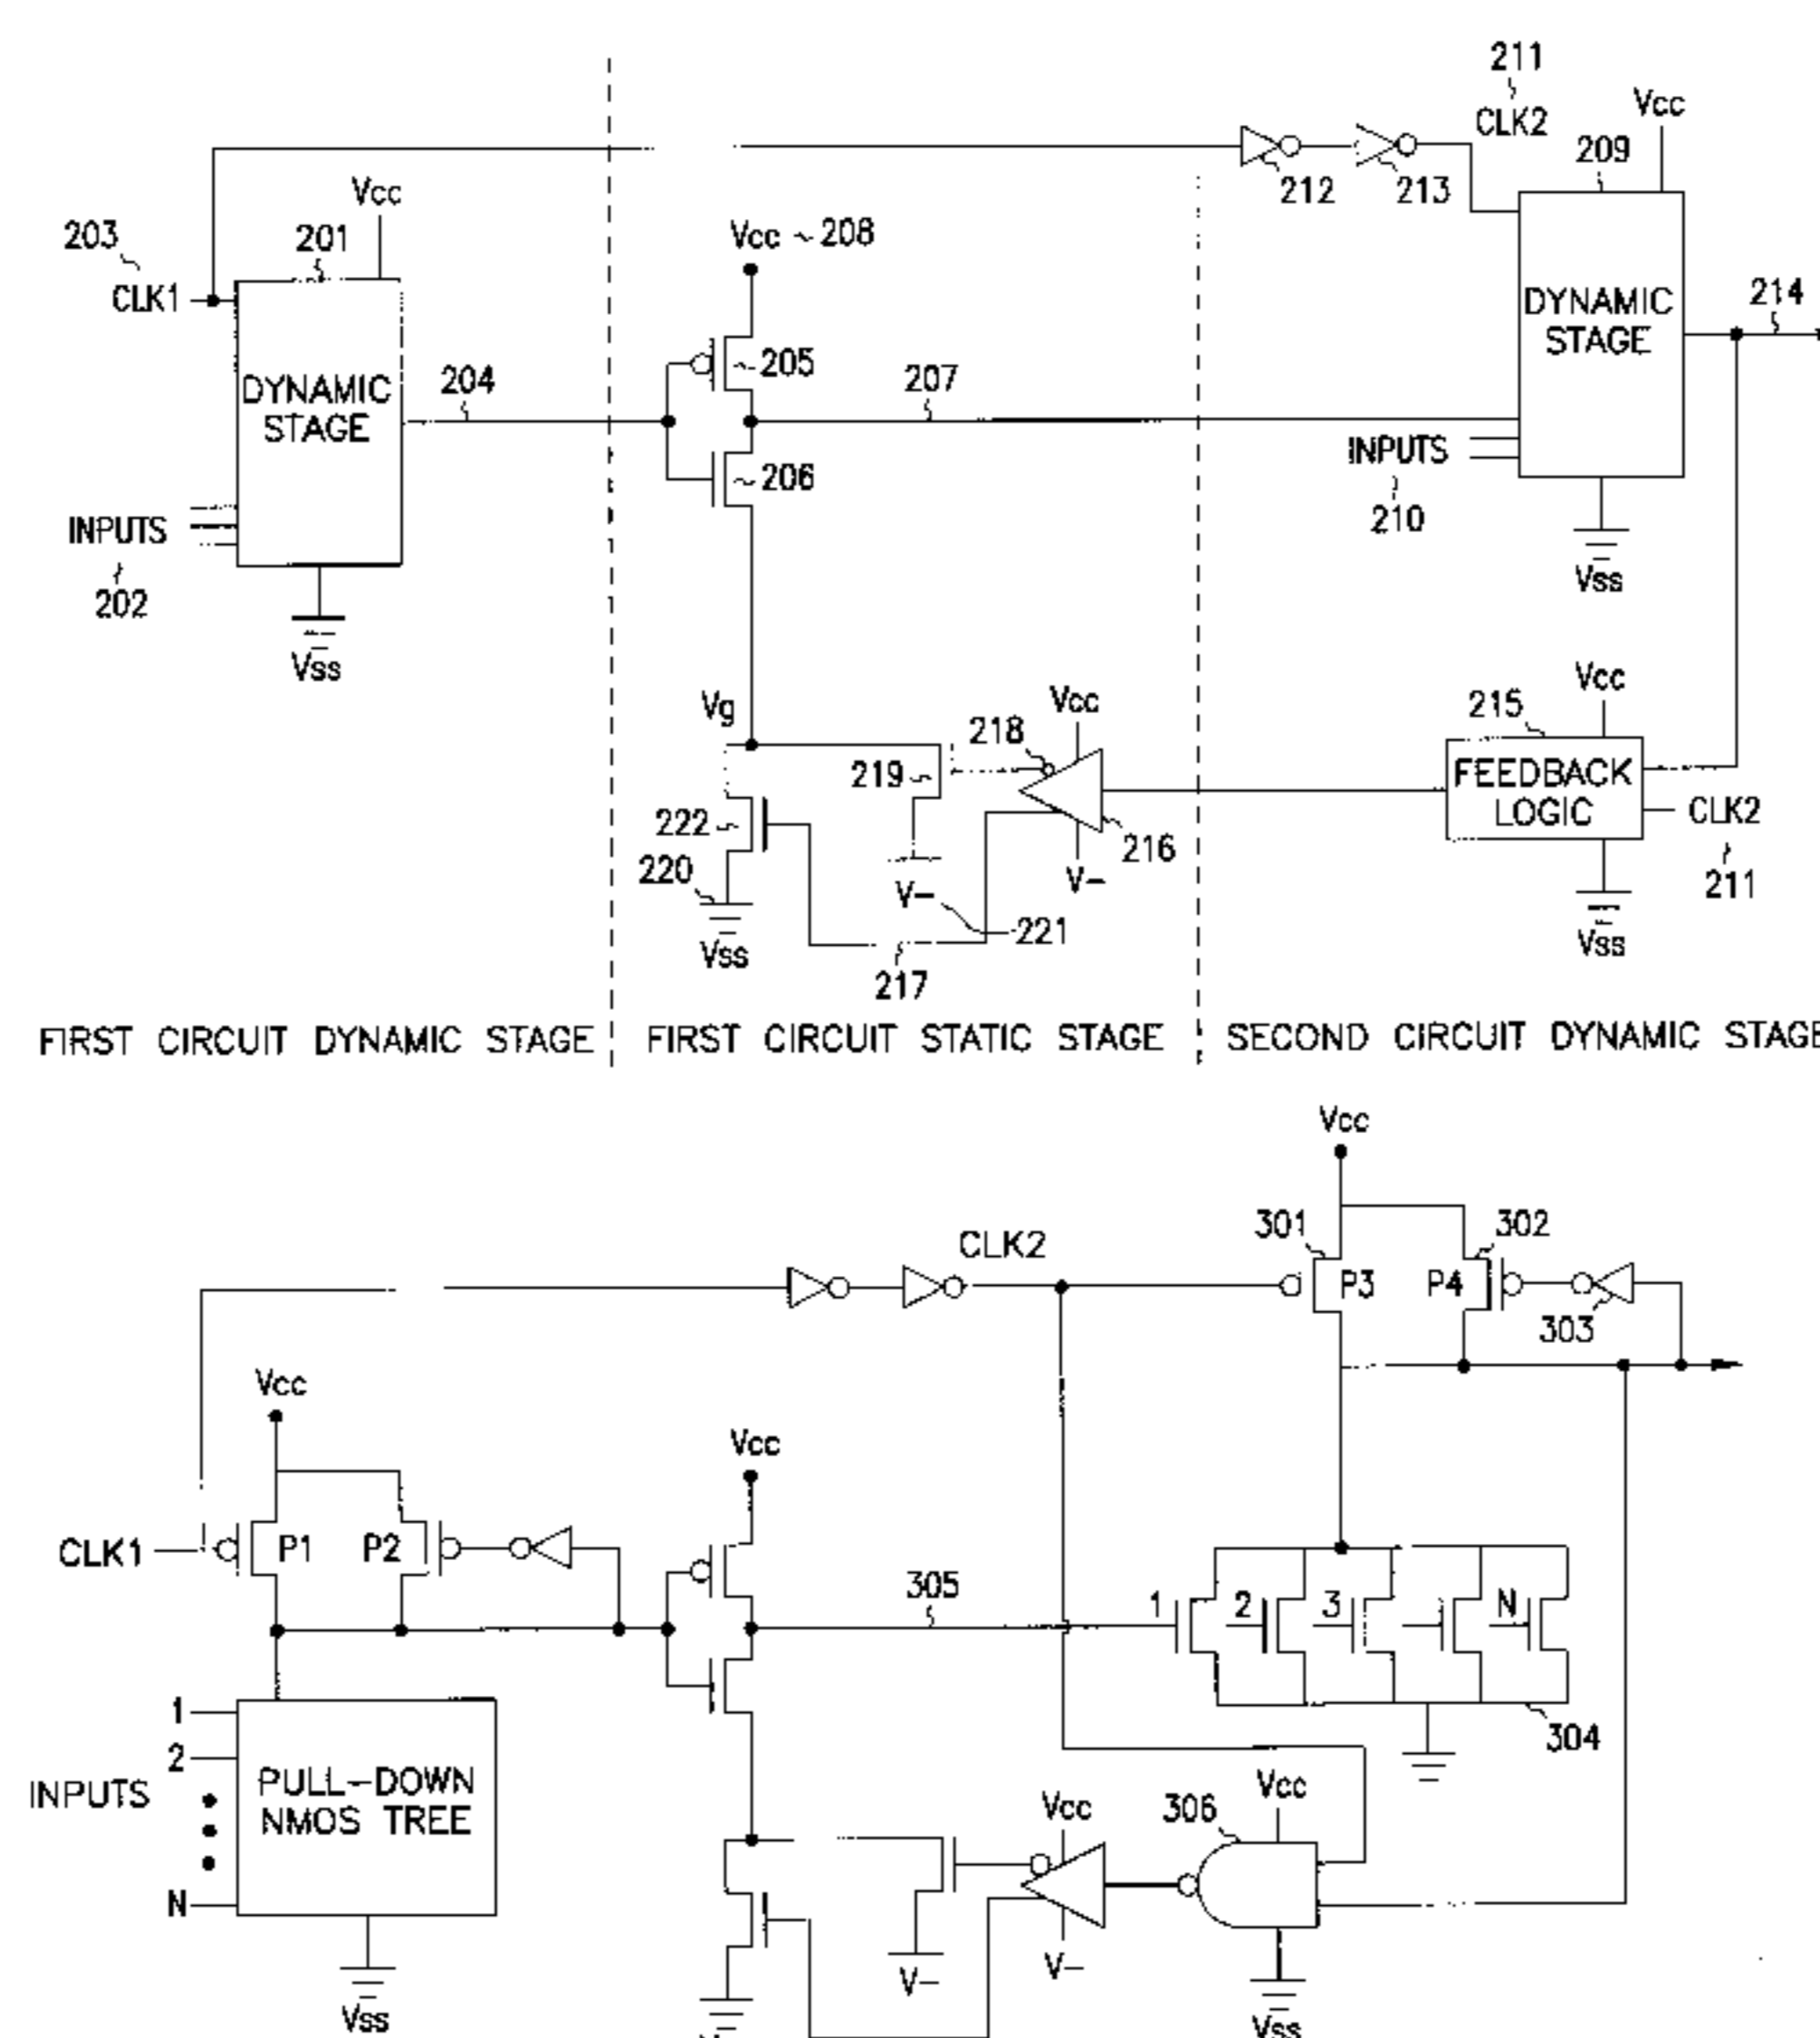 211
CLK2
Vcc
209
212
213
203
CLK1
201
Vcc
Vcc
208
DYNAMIC
STAGE
214
204
205
207
DYNAMIC
STAGE
206
INPUTS
210
INPUTS
202
Vss
Vss
Vg
Vcc
Vcc
218
215
219
FEEDBACK
LOGIC
CLK2
222
216
220
V-
V-
211
221
Vss
217
Vss
FIRST CIRCUIT DYNAMIC STAGE
FIRST CIRCUIT STATIC STAGE
SECOND CIRCUIT DYNAMIC STAGE
Vcc
CLK2
301
302
P3
P4
303
Vcc
Vcc
CLK1
P1
P2
305
1
2
3
N
304
1
2
INPUTS
N
PULL-DOWN
NMOS TREE
Vcc
306
Vcc
V-
V-
Vss
Vss